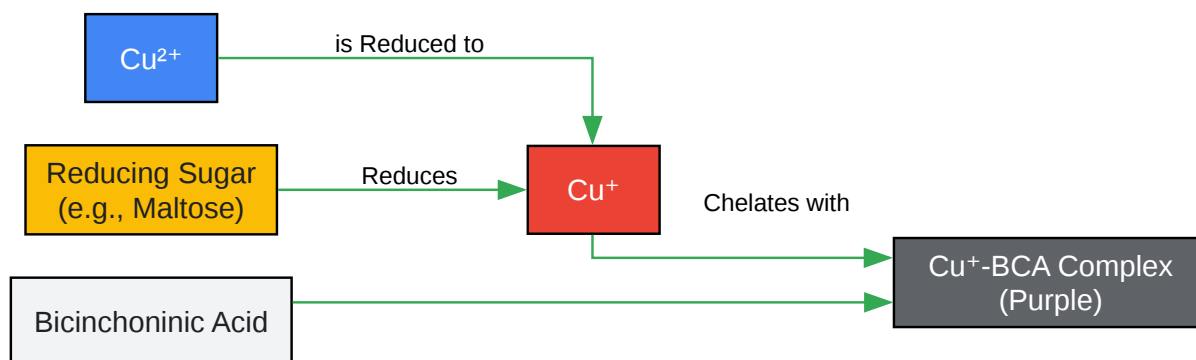 Cu²⁺
is Reduced to
Reducing Sugar
(e.g., Maltose)
Reduces
Cu⁺
Chelates with
Cu⁺-BCA Complex
(Purple)
Bicinchoninic Acid